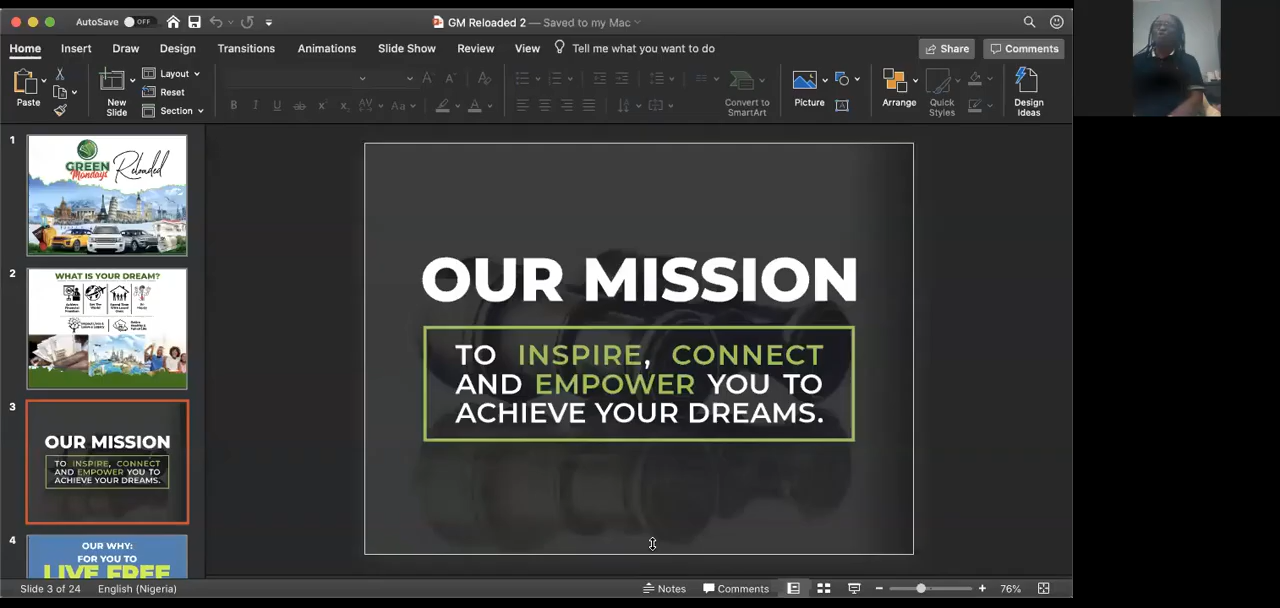 AutoSave OFF
GM Reloaded 2 — Saved to my Mac
Home Insert Draw Design Transitions Animations Slide Show Review View Tell me what you want to do Share Comments
Paste
New Slide
Layout
Reset
Section
Convert to SmartArt
Picture
Arrange
Quick Styles
Design Ideas
1
GREEN
Mondays
Reloaded
2
WHAT IS YOUR DREAM?
3
OUR MISSION
TO INSPIRE, CONNECT
AND EMPOWER YOU TO
ACHIEVE YOUR DREAMS.
4
OUR WHY:
FOR YOU TO
LIVE FREE
OUR MISSION
TO INSPIRE, CONNECT
AND EMPOWER YOU TO
ACHIEVE YOUR DREAMS.
Slide 3 of 24 English (Nigeria) Notes Comments 76%